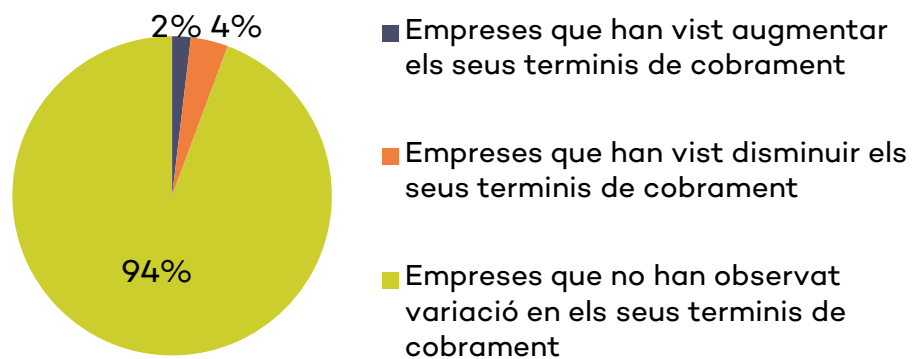 2% 4%
94%
Empreses que han vist augmentar
els seus terminis de cobrament
Empreses que han vist disminuir els
seus terminis de cobrament
Empreses que no han observat
variació en els seus terminis de
cobrament